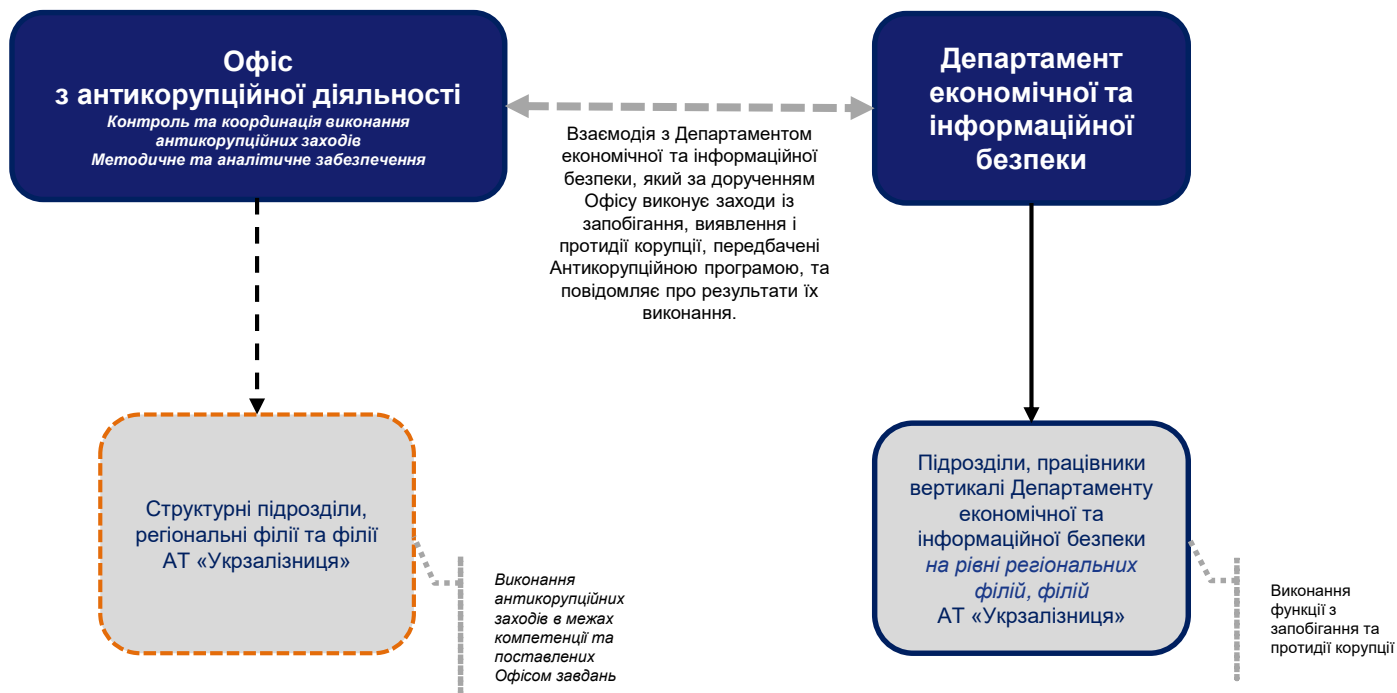 Офіс
з антикорупційної діяльності
Контроль та координація виконання
антикорупційних заходів
Методичне та аналітичне забезпечення
Взаємодія з Департаментом
економічної та інформаційної
безпеки, який за дорученням
Офісу виконує заходи із
запобігання, виявлення і
протидії корупції, передбачені
Антикорупційною програмою, та
повідомляє про результати їх
виконання.
Департамент
економічної та
інформаційної
безпеки
Структурні підрозділи,
регіональні філії та філії
АТ «Укрзалізниця»
Виконання
антикорупційних
заходів в межах
компетенції та
поставлених
Офісом завдань
Підрозділи, працівники
вертикалі Департаменту
економічної та
інформаційної безпеки
на рівні регіональних
філій, філій
АТ «Укрзалізниця»
Виконання
функції з
запобігання та
протидії корупції